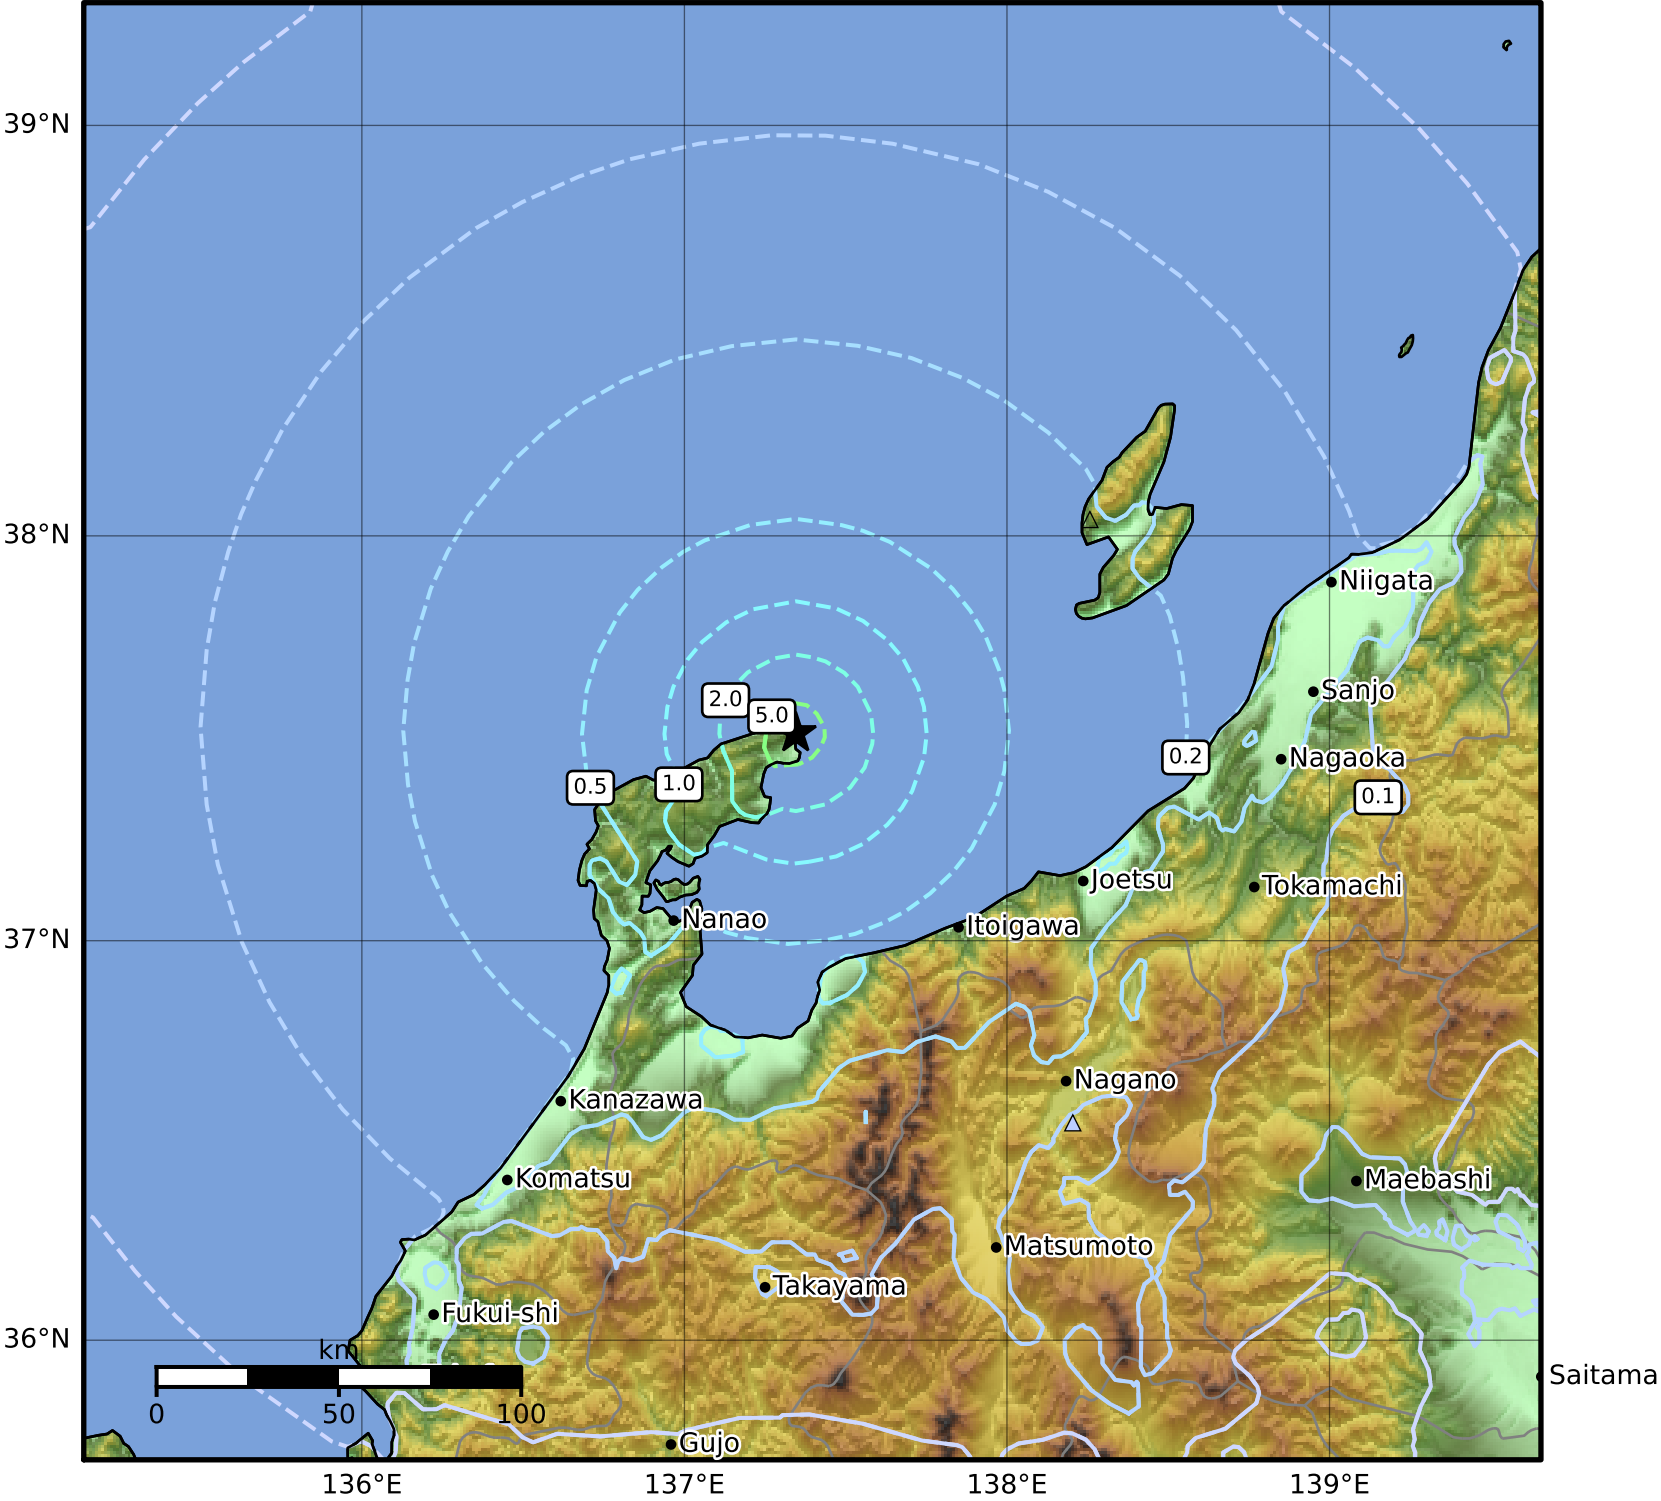 39°N
38°N
Niigata
Sanjo
2.0
5.0
0.2
Nagaoka
0.5
1.0
0.1
Joetsu
Tokamachi
37°N
Nanao
Itoigawa
Nagano
Kanazawa
Komatsu
Maebashi
Matsumoto
Takayama
Fukui-shi
36°N
km
Saitama
0
50
100
Gujo
136°E
137°E
138°E
139°E